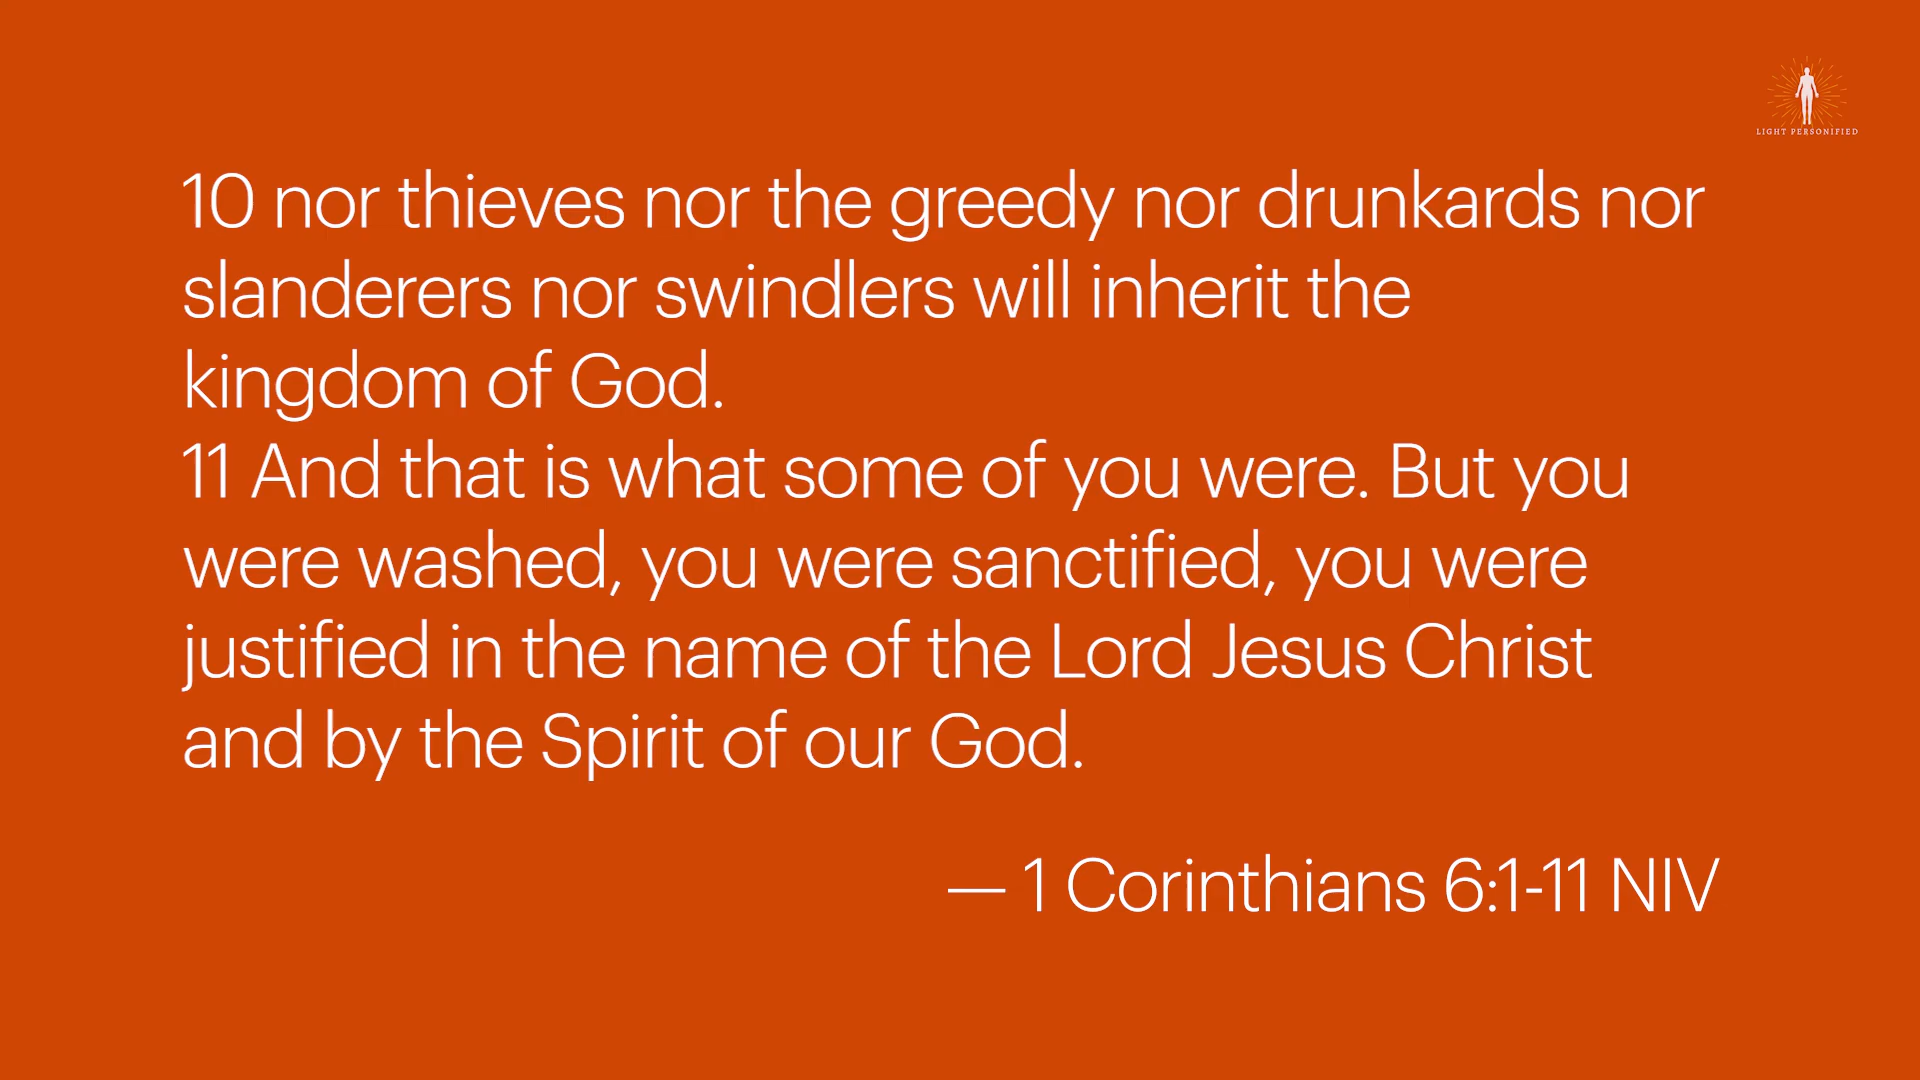 LIGHT PERSONIFIED
10 nor thieves nor the greedy nor drunkards nor
slanderers nor swindlers will inherit the
kingdom of God.
11 And that is what some of you were. But you
were washed, you were sanctified, you were
justified in the name of the Lord Jesus Christ
and by the Spirit of our God.
— 1 Corinthians 6:1-11 NIV